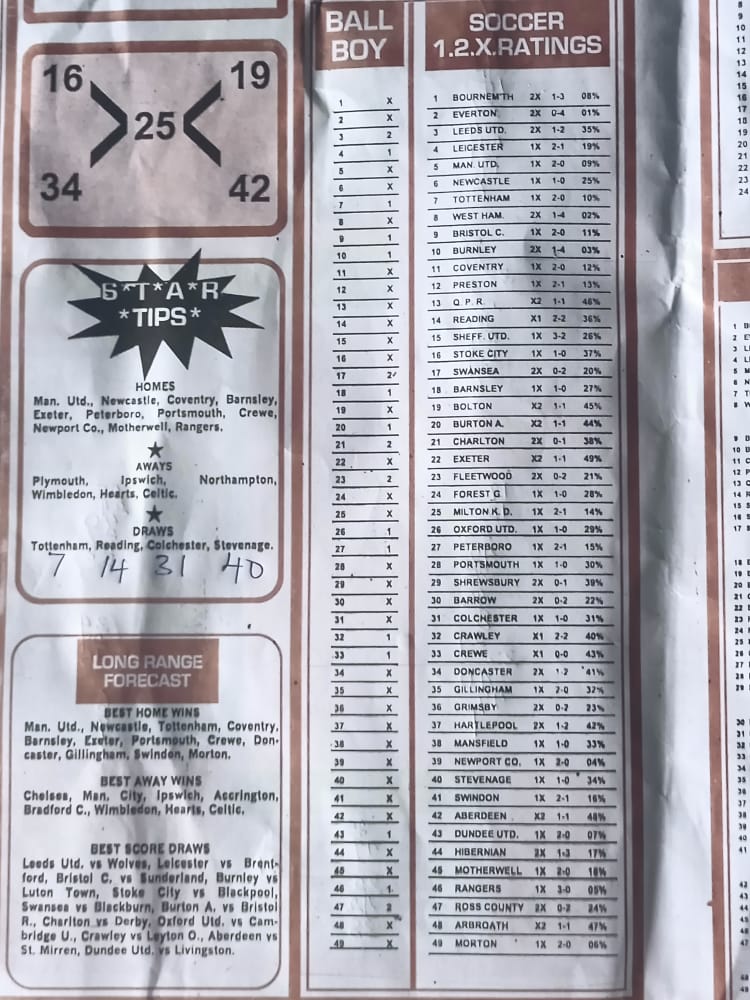 16 19
25
34 42
S*T*A*R
*TIPS*
HOMES
Man. Utd., Newcastle, Coventry, Barnsley,
Exeter, Peterboro, Portsmouth, Crewe,
Newport Co., Motherwell, Rangers.
AWAYS
Plymouth, Ipswich, Northampton,
Wimbledon, Hearts, Celtic.
DRAWS
Tottenham, Reading, Colchester, Stevenage.
7 14 31 40
LONG RANGE
FORECAST
BEST HOME WINS
Man. Utd., Newcastle, Tottenham, Coventry,
Barnsley, Exeter, Portsmouth, Crewe, Don-
caster, Gillingham, Swindon, Morton.
BEST AWAY WINS
Chelsea, Man. City, Ipswich, Accrington,
Bradford C., Wimbledon, Hearts, Celtic.
BEST SCORE DRAWS
Leeds Utd. vs Wolves, Leicester vs Brent-
ford, Bristol C. vs Sunderland, Burnley vs
Luton Town, Stoke City vs Blackpool,
Swansea vs Blackburn, Burton A. vs Bristol
R., Charlton vs Derby, Oxford Utd. vs Cam-
bridge U., Crawley vs Leyton O., Aberdeen vs
St. Mirren, Dundee Utd. vs Livingston.
BALL
BOY
1 X
2 X
3 2
4 1
5 X
6 X
7 1
8 X
9 1
10 1
11 X
12 X
13 X
14 X
15 X
16 X
17 2
18 1
19 X
20 1
21 2
22 X
23 2
24 X
25 X
26 1
27 1
28 X
29 X
30 X
31 X
32 1
33 1
34 X
35 X
36 X
37 X
38 X
39 X
40 X
41 X
42 X
43 1
44 X
45 X
46 1
47 2
48 X
49 X
SOCCER
1.2.X.RATINGS
1 BOURNEM'TH 2X 1-3 08%
2 EVERTON 2X 0-4 01%
3 LEEDS UTD. 2X 1-2 35%
4 LEICESTER 1X 2-1 19%
5 MAN. UTD. 1X 2-0 09%
6 NEWCASTLE 1X 1-0 25%
7 TOTTENHAM 1X 2-0 10%
8 WEST HAM. 2X 1-4 02%
9 BRISTOL C. 1X 2-0 11%
10 BURNLEY 2X 1-4 03%
11 COVENTRY 1X 2-0 12%
12 PRESTON 1X 2-1 13%
13 Q.P.R. X2 1-1 46%
14 READING X1 2-2 36%
15 SHEFF. UTD. 1X 3-2 26%
16 STOKE CITY 1X 1-0 37%
17 SWANSEA 2X 0-2 20%
18 BARNSLEY 1X 1-0 27%
19 BOLTON X2 1-1 45%
20 BURTON A. X2 1-1 44%
21 CHARLTON 2X 0-1 38%
22 EXETER X2 1-1 49%
23 FLEETWOOD 2X 0-2 21%
24 FOREST G 1X 1-0 28%
25 MILTON K. D. 1X 2-1 14%
26 OXFORD UTD. 1X 1-0 29%
27 PETERBORO 1X 2-1 15%
28 PORTSMOUTH 1X 1-0 30%
29 SHREWSBURY 2X 0-1 39%
30 BARROW 2X 0-2 22%
31 COLCHESTER 1X 1-0 31%
32 CRAWLEY X1 2-2 40%
33 CREWE X1 0-0 43%
34 DONCASTER 2X 1-2 41%
35 GILLINGHAM 1X 2-0 32%
36 GRIMSBY 2X 0-2 23%
37 HARTLEPOOL 2X 1-2 42%
38 MANSFIELD 1X 1-0 33%
39 NEWPORT CO. 1X 2-0 04%
40 STEVENAGE 1X 1-0 34%
41 SWINDON 1X 2-1 16%
42 ABERDEEN X2 1-1 48%
43 DUNDEE UTD. 1X 2-0 07%
44 HIBERNIAN 2X 1-3 17%
45 MOTHERWELL 1X 2-0 18%
46 RANGERS 1X 3-0 05%
47 ROSS COUNTY 2X 0-2 24%
48 ARBROATH X2 1-1 47%
49 MORTON 1X 2-0 06%